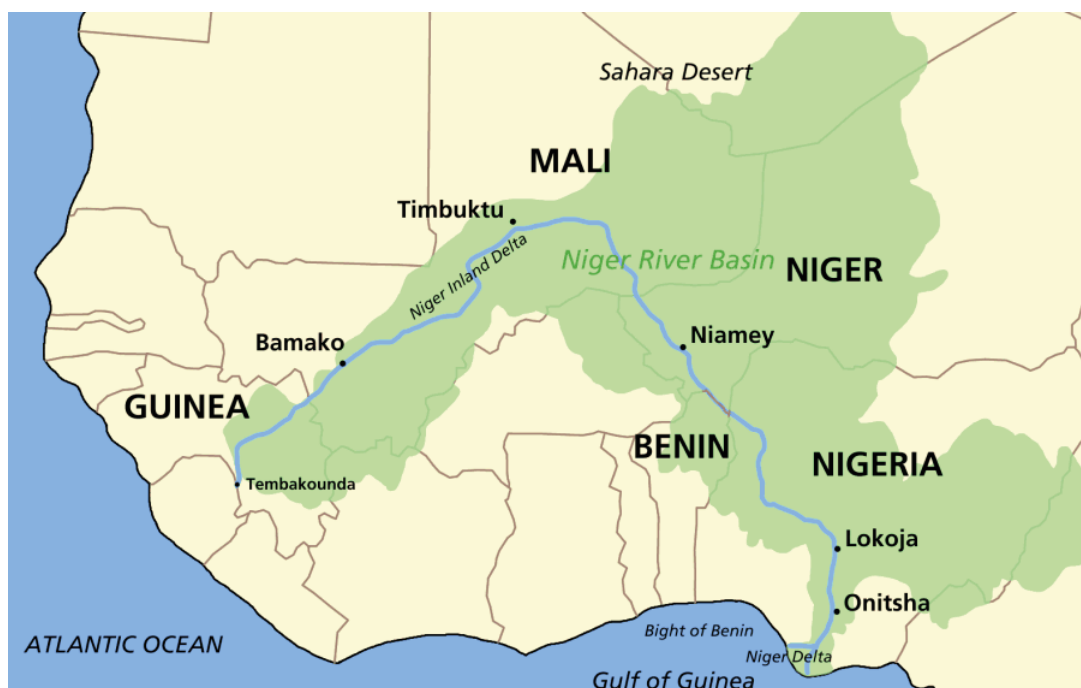 Sahara Desert
MALI
Timbuktu
Niger Inland Delta
Niger River Basin
NIGER
Bamako
Niamey
GUINEA
BENIN
NIGERIA
Tembakounda
Lokoja
Onitsha
Bight of Benin
ATLANTIC OCEAN
Niger Delta
Gulf of Guinea